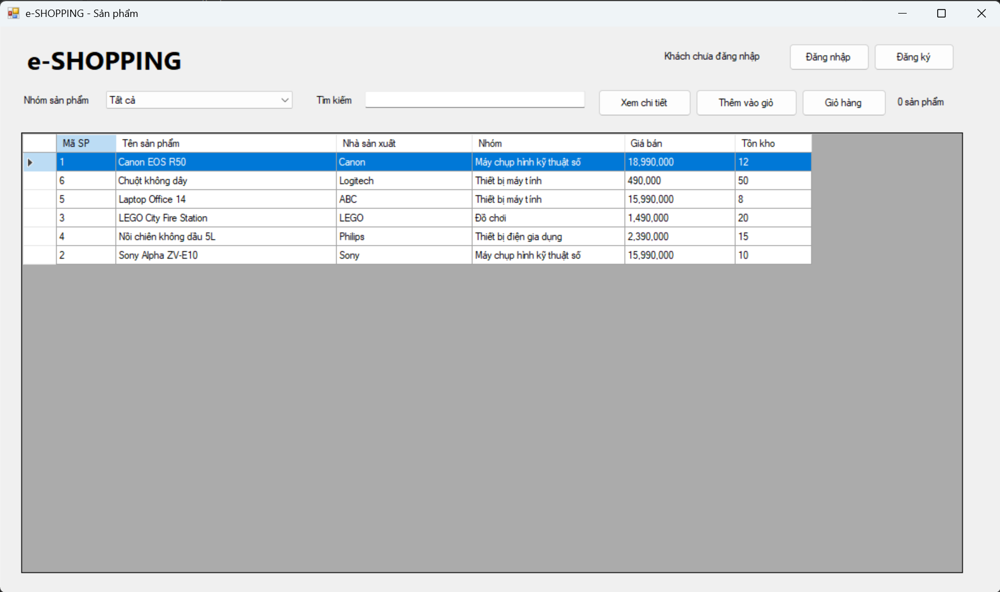 e-SHOPPING - Sản phẩm
e-SHOPPING
Khách chưa đăng nhập Đăng nhập Đăng ký
Nhóm sản phẩm Tất cả Tìm kiếm Xem chi tiết Thêm vào giỏ Giỏ hàng 0 sản phẩm
Mã SP Tên sản phẩm Nhà sản xuất Nhóm Giá bán Tồn kho
1 Canon EOS R50 Canon Máy chụp hình kỹ thuật số 18,990,000 12
6 Chuột không dây Logitech Thiết bị máy tính 490,000 50
5 Laptop Office 14 ABC Thiết bị máy tính 15,990,000 8
3 LEGO City Fire Station LEGO Đồ chơi 1,490,000 20
4 Nồi chiên không dầu 5L Philips Thiết bị điện gia dụng 2,390,000 15
2 Sony Alpha ZV-E10 Sony Máy chụp hình kỹ thuật số 15,990,000 10